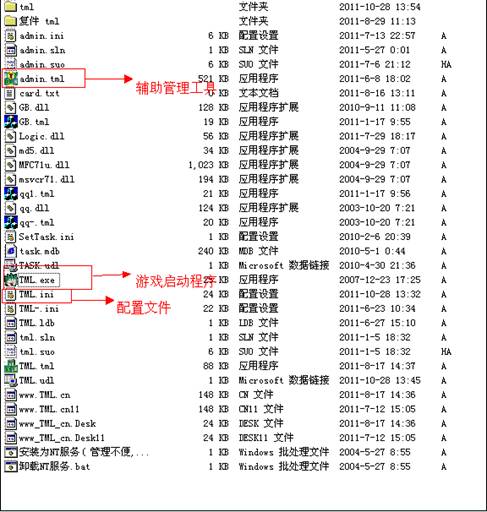 tml 文件夹 2011-10-28 13:54
复件 tml 文件夹 2011-8-29 11:13
admin.ini 6 KB 配置设置 2011-7-13 22:57 A
admin.sln 1 KB SLN 文件 2011-5-27 0:01 A
admin.suo 6 KB SUO 文件 2011-7-6 21:12 HA
admin.tml 521 KB 应用程序 2011-6-8 18:02 A
辅助管理工具
card.txt KB 文本文档 2011-8-16 13:11 A
GB.dll 128 KB 应用程序扩展 2010-9-11 11:08 A
GB.tml 19 KB 应用程序 2011-1-17 9:55 A
Logic.dll 56 KB 应用程序扩展 2011-7-29 18:17 A
md5.dll 34 KB 应用程序扩展 2004-9-29 7:07 A
MFC71u.dll 1,023 KB 应用程序扩展 2004-9-29 7:07 A
msvcr71.dll 194 KB 应用程序扩展 2004-9-29 7:07 A
qq1.tml 21 KB 应用程序 2011-1-17 9:56 A
qq.dll 124 KB 应用程序扩展 2003-10-20 7:21 A
qq-.tml 20 KB 应用程序 2003-10-20 7:21 A
SetTask.ini 1 KB 配置设置 2010-2-6 20:39 A
task.mdb 240 KB MDB 文件 2010-5-1 0:44 A
TASK.udl 1 KB Microsoft 数据链接 2010-4-30 21:36 A
TML.exe KB 应用程序 2007-12-23 17:25 A
游戏启动程序
TML.ini 24 KB 配置设置 2011-10-28 13:32 A
配置文件
TML-.ini 22 KB 配置设置 2011-6-23 10:34 A
TML.ldb 1 KB LDB 文件 2011-6-27 15:10 A
tml.sln 1 KB SLN 文件 2011-1-5 18:32 A
tml.suo 6 KB SUO 文件 2011-1-5 18:32 HA
TML.tml 88 KB 应用程序 2011-8-17 14:37 A
TML.udl 1 KB Microsoft 数据链接 2011-10-28 13:45 A
www.TML.cn 148 KB CN 文件 2011-8-17 14:36 A
www.TML.cn11 148 KB CN11 文件 2011-7-12 15:05 A
www_TML_cn.Desk 24 KB DESK 文件 2011-8-17 14:36 A
www_TML_cn.Desk11 24 KB DESK11 文件 2011-7-12 15:05 A
安装为NT服务(管理不便,... 1 KB Windows 批处理文件 2004-5-27 8:55 A
卸载NT服务.bat 1 KB Windows 批处理文件 2004-5-27 8:55 A